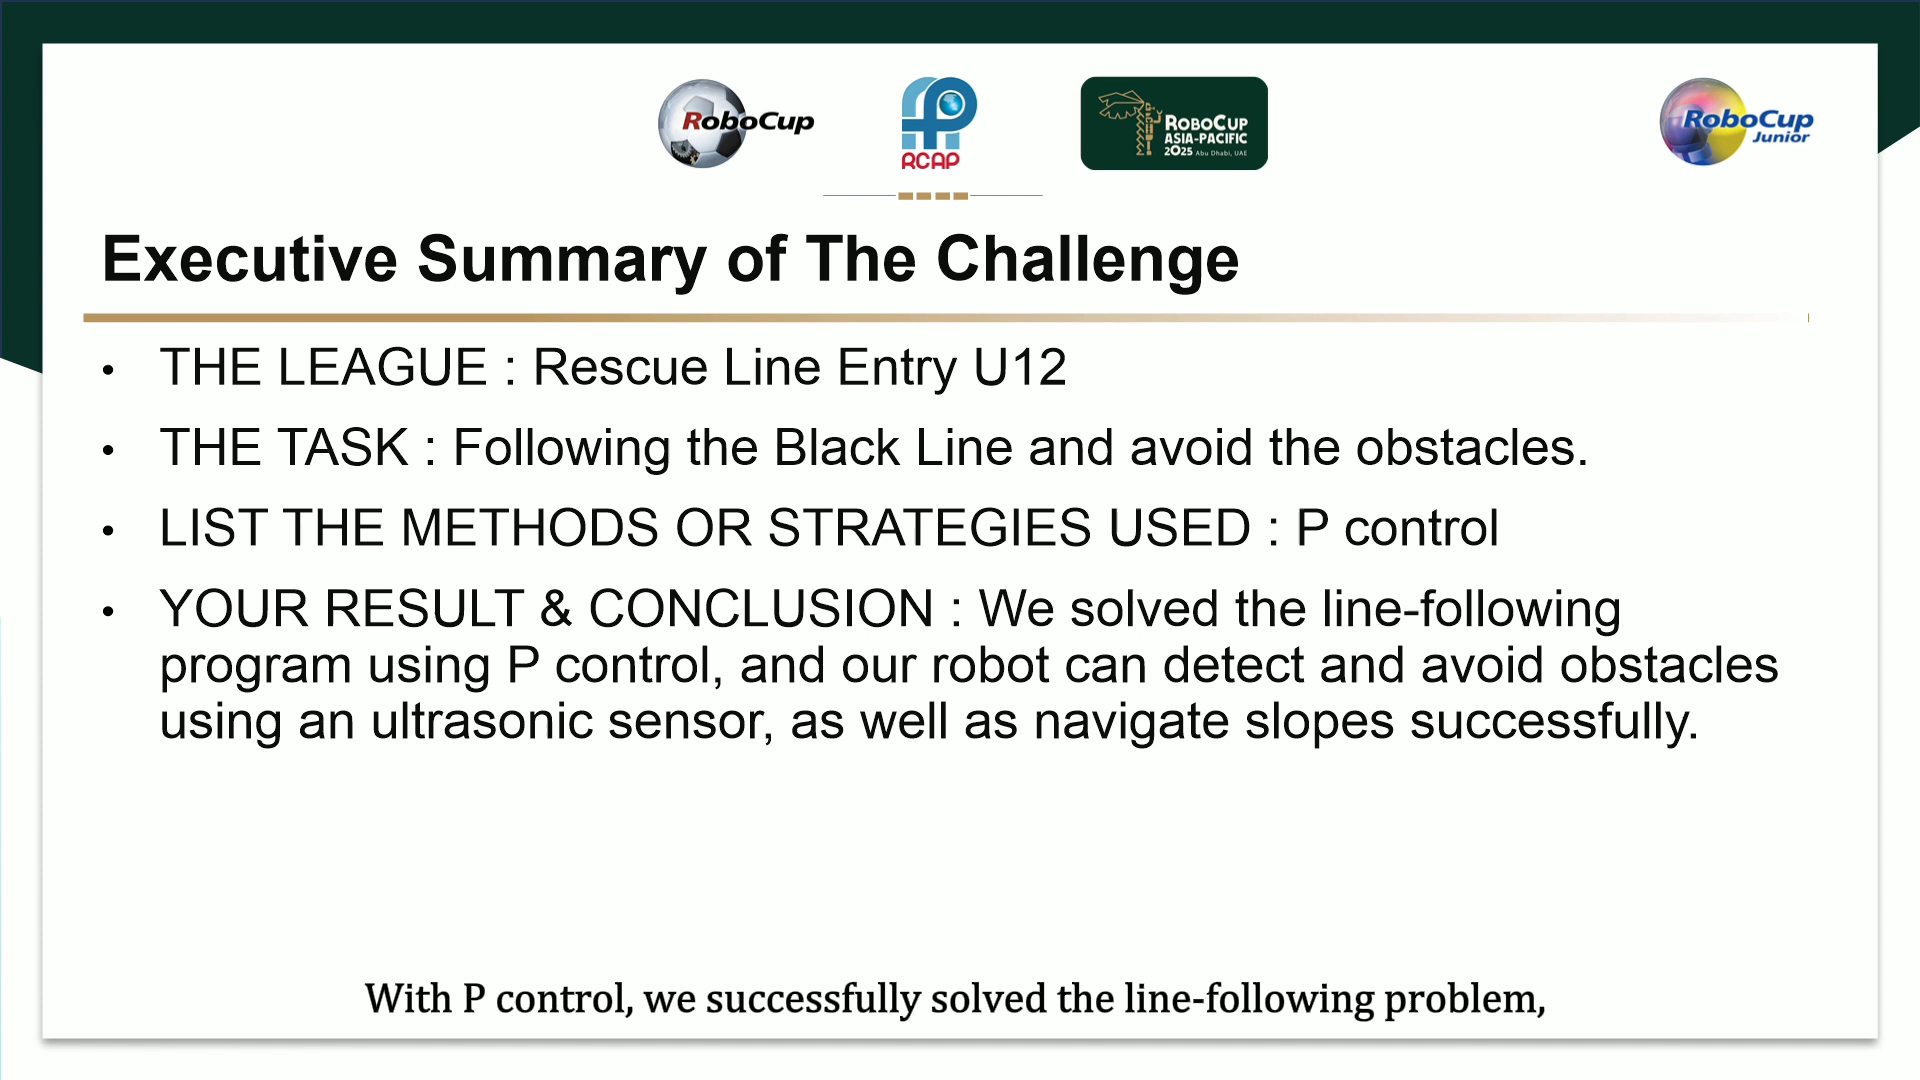 RoboCup
RCAP
RoboCup
Asia-Pacific
2025 Abu Dhabi, UAE
RoboCup
Junior
Executive Summary of The Challenge
• THE LEAGUE : Rescue Line Entry U12
• THE TASK : Following the Black Line and avoid the obstacles.
• LIST THE METHODS OR STRATEGIES USED : P control
• YOUR RESULT & CONCLUSION : We solved the line-following
program using P control, and our robot can detect and avoid obstacles
using an ultrasonic sensor, as well as navigate slopes successfully.
With P control, we successfully solved the line-following problem,